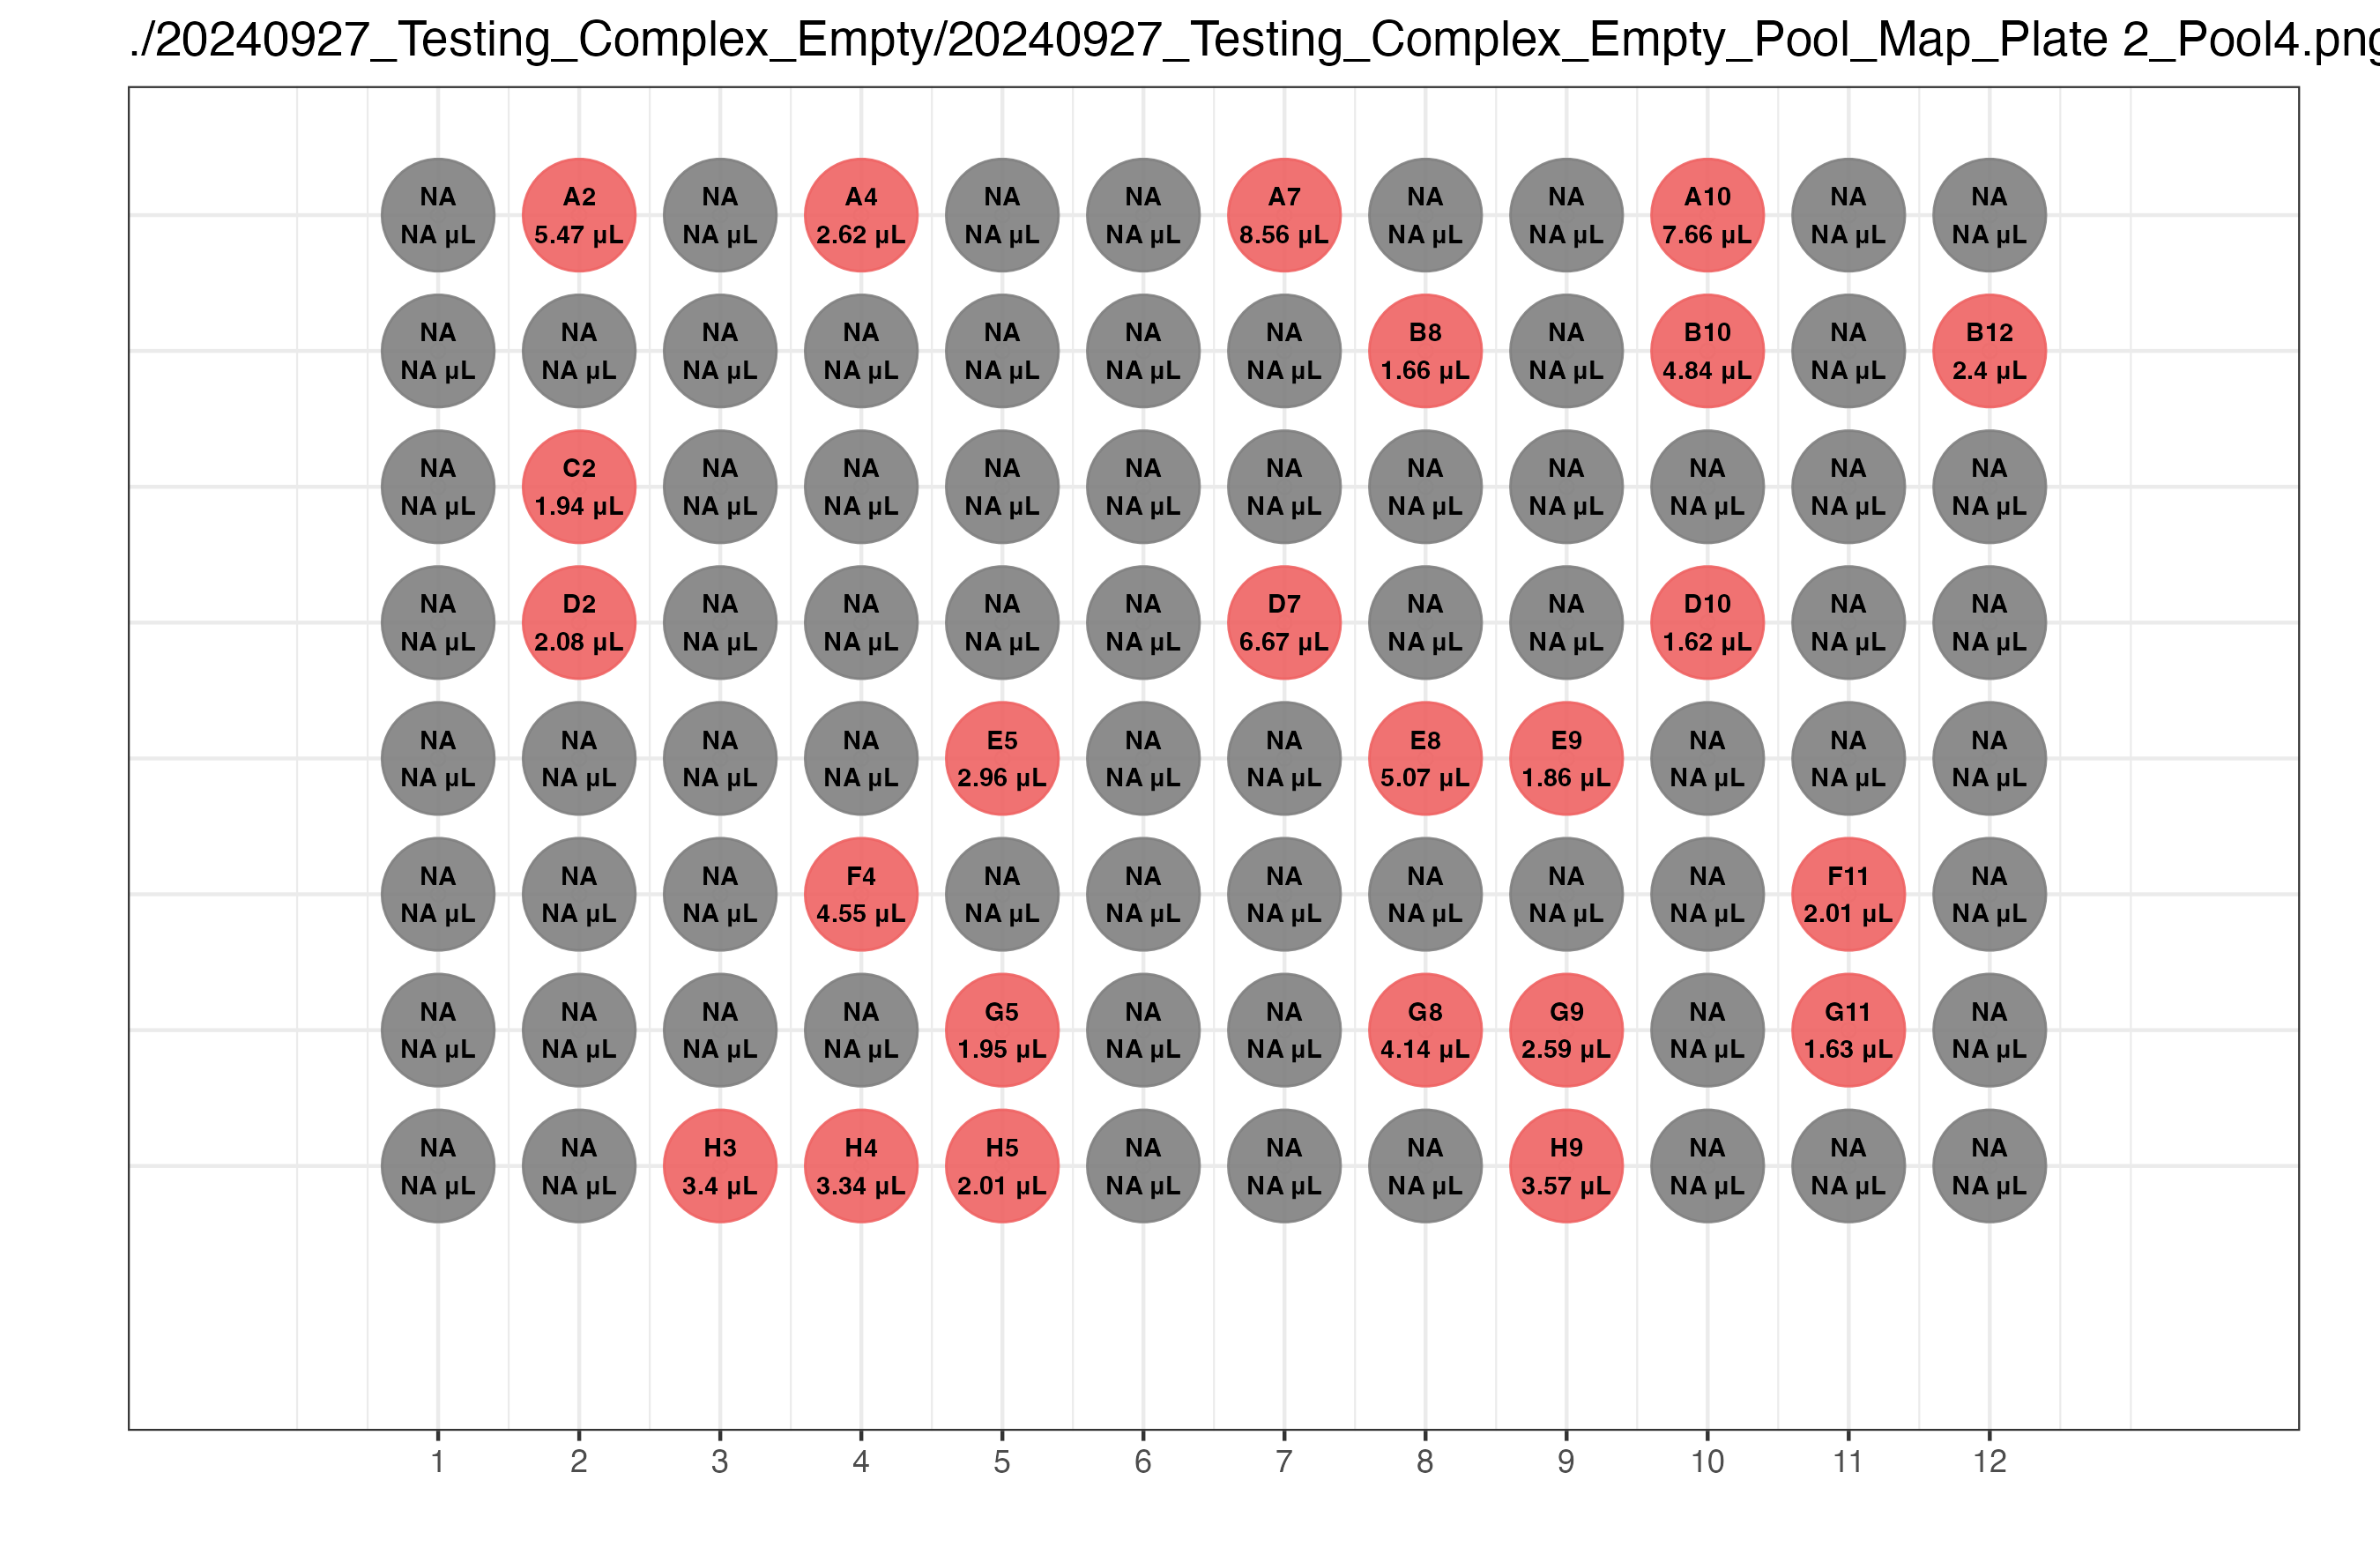 ./20240927_Testing_Complex_Empty/20240927_Testing_Complex_Empty_Pool_Map_Plate 2_Pool4.png
NA A2 NA A4 NA NA A7 NA NA A10 NA NA
NA µL 5.47 µL NA µL 2.62 µL NA µL NA µL 8.56 µL NA µL NA µL 7.66 µL NA µL NA µL
NA NA NA NA NA NA NA B8 NA B10 NA B12
NA µL NA µL NA µL NA µL NA µL NA µL NA µL 1.66 µL NA µL 4.84 µL NA µL 2.4 µL
NA C2 NA NA NA NA NA NA NA NA NA NA
NA µL 1.94 µL NA µL NA µL NA µL NA µL NA µL NA µL NA µL NA µL NA µL NA µL
NA D2 NA NA NA NA D7 NA NA D10 NA NA
NA µL 2.08 µL NA µL NA µL NA µL NA µL 6.67 µL NA µL NA µL 1.62 µL NA µL NA µL
NA NA NA NA E5 NA NA E8 E9 NA NA NA
NA µL NA µL NA µL NA µL 2.96 µL NA µL NA µL 5.07 µL 1.86 µL NA µL NA µL NA µL
NA NA NA F4 NA NA NA NA NA NA F11 NA
NA µL NA µL NA µL 4.55 µL NA µL NA µL NA µL NA µL NA µL NA µL 2.01 µL NA µL
NA NA NA NA G5 NA NA G8 G9 NA G11 NA
NA µL NA µL NA µL NA µL 1.95 µL NA µL NA µL 4.14 µL 2.59 µL NA µL 1.63 µL NA µL
NA NA H3 H4 H5 NA NA NA H9 NA NA NA
NA µL NA µL 3.4 µL 3.34 µL 2.01 µL NA µL NA µL NA µL 3.57 µL NA µL NA µL NA µL
1 2 3 4 5 6 7 8 9 10 11 12